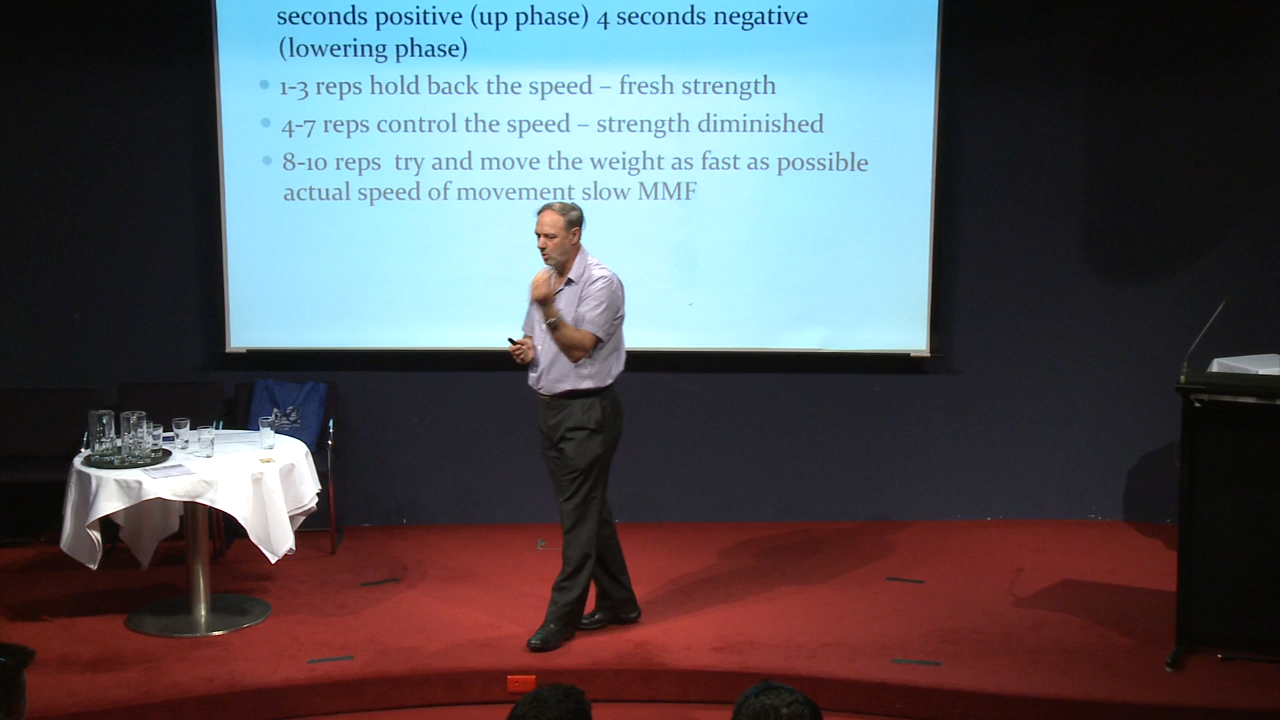 seconds positive (up phase) 4 seconds negative
(lowering phase)
1-3 reps hold back the speed – fresh strength
4-7 reps control the speed – strength diminished
8-10 reps try and move the weight as fast as possible
actual speed of movement slow MMF